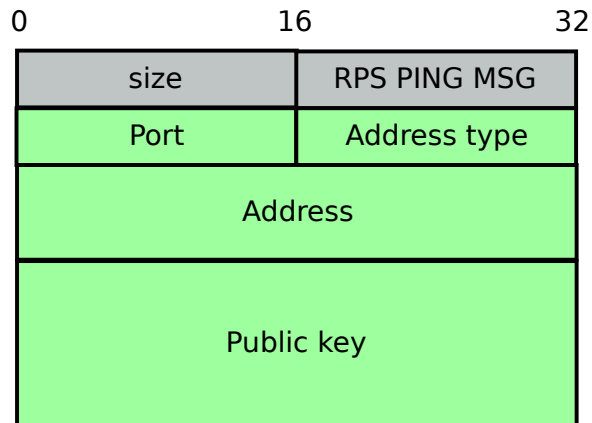 0 16 32
size RPS PING MSG
Port Address type
Address
Public key